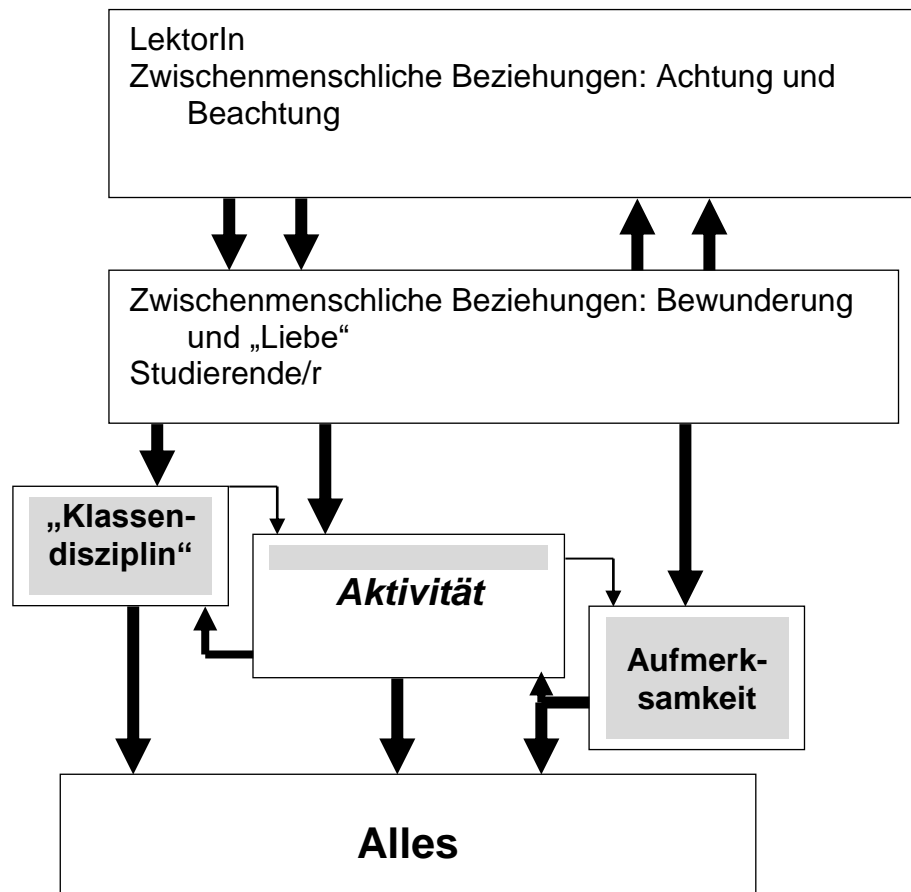 LektorIn
Zwischenmenschliche Beziehungen: Achtung und
Beachtung
Zwischenmenschliche Beziehungen: Bewunderung
und „Liebe“
Studierende/r
„Klassen-
disziplin“
Aktivität
Aufmerk-
samkeit
Alles